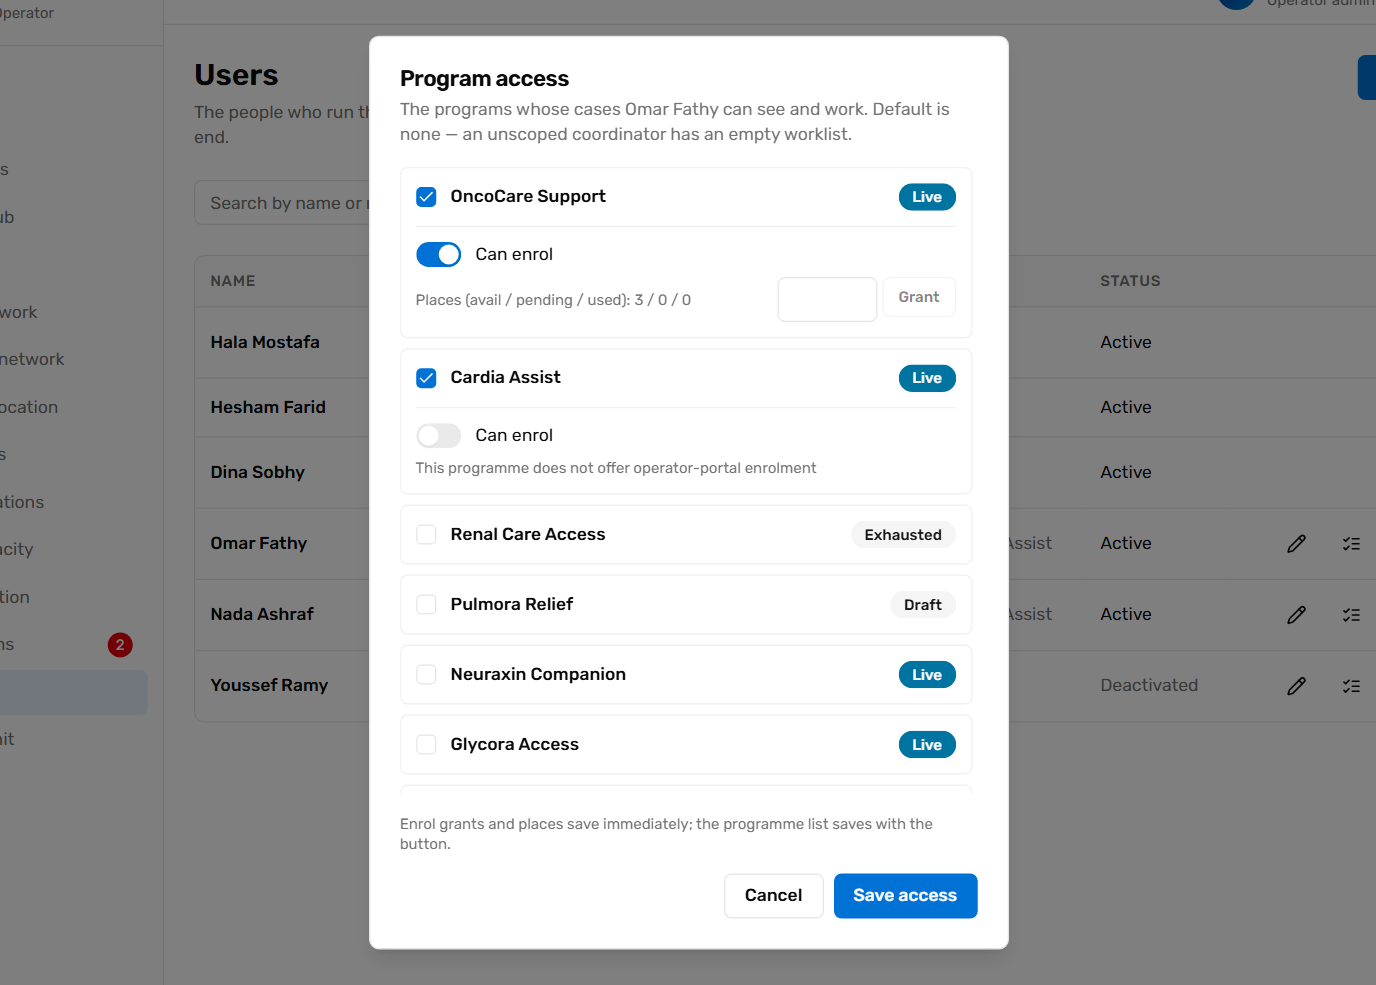 Operator
Operator admin
Users
The people who run th
end.
s
ub
Search by name or r
work
network
ocation
s
ations
acity
tion
ns
2
nit
NAME
STATUS
Hala Mostafa
Active
Hesham Farid
Active
Dina Sobhy
Active
Omar Fathy
Assist
Active
Nada Ashraf
Assist
Active
Youssef Ramy
Deactivated
Program access
The programs whose cases Omar Fathy can see and work. Default is
none — an unscoped coordinator has an empty worklist.
OncoCare Support
Live
Can enrol
Places (avail / pending / used): 3 / 0 / 0
Grant
Cardia Assist
Live
Can enrol
This programme does not offer operator-portal enrolment
Renal Care Access
Exhausted
Pulmora Relief
Draft
Neuraxin Companion
Live
Glycora Access
Live
Enrol grants and places save immediately; the programme list saves with the
button.
Cancel
Save access